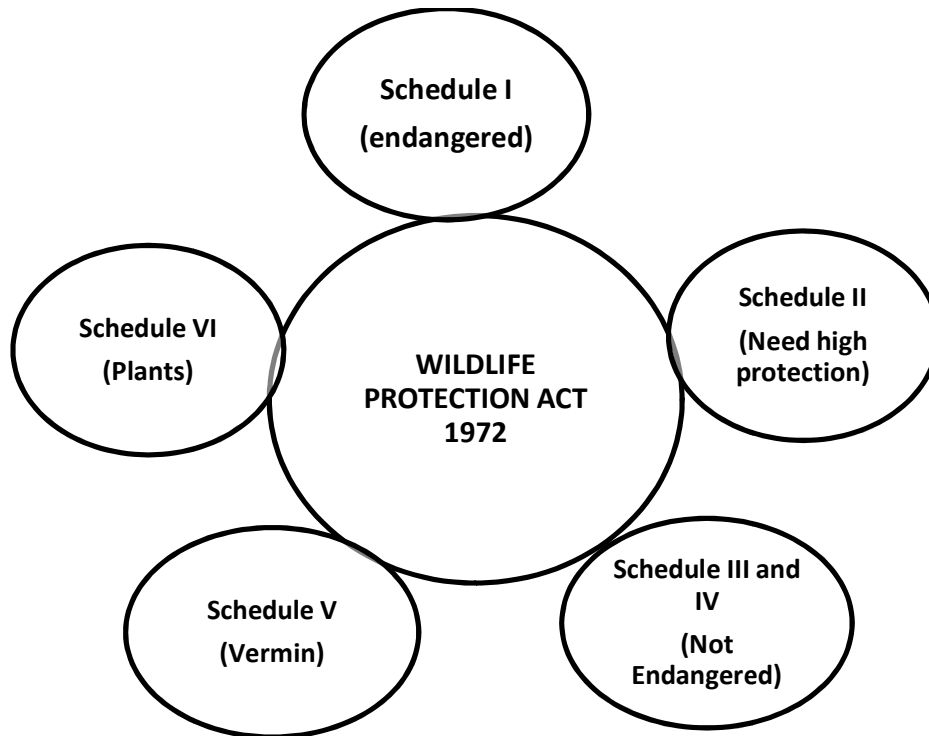 Schedule I
(endangered)
Schedule II
(Need high
protection)
Schedule VI
(Plants)
WILDLIFE
PROTECTION ACT
1972
Schedule III and
IV
(Not
Endangered)
Schedule V
(Vermin)